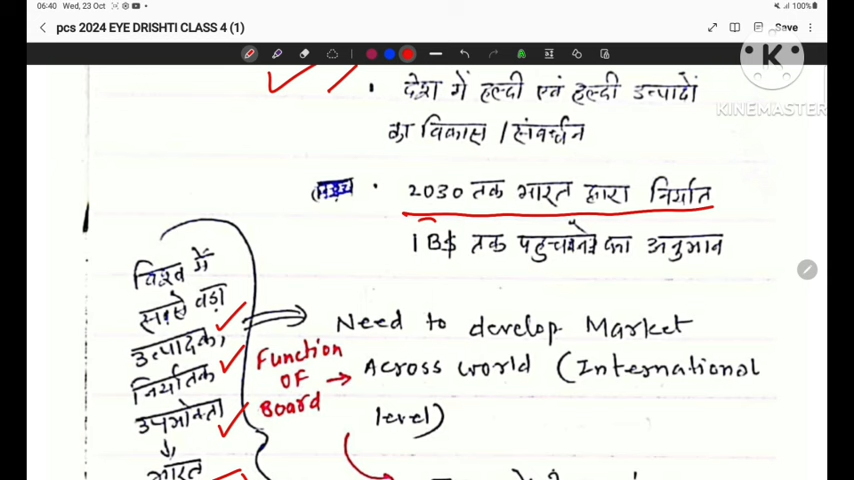 06:40 Wed, 23 Oct
100%
pcs 2024 EYE DRISHTI CLASS 4 (1)
Save
K
KINEMASTER
• देश में हल्दी एवं हल्दी उत्पादों
का विकास / संवर्धन
• 2030 तक भारत द्वारा निर्यात
1B$ तक पहुचने का अनुमान
विश्व में
सबसे बड़ा
उत्पादक,
निर्यातक
उपभोक्ता
↓
भारत
⇒ Need to develop Market
Function
OF
Board
→ Across world (International
level)